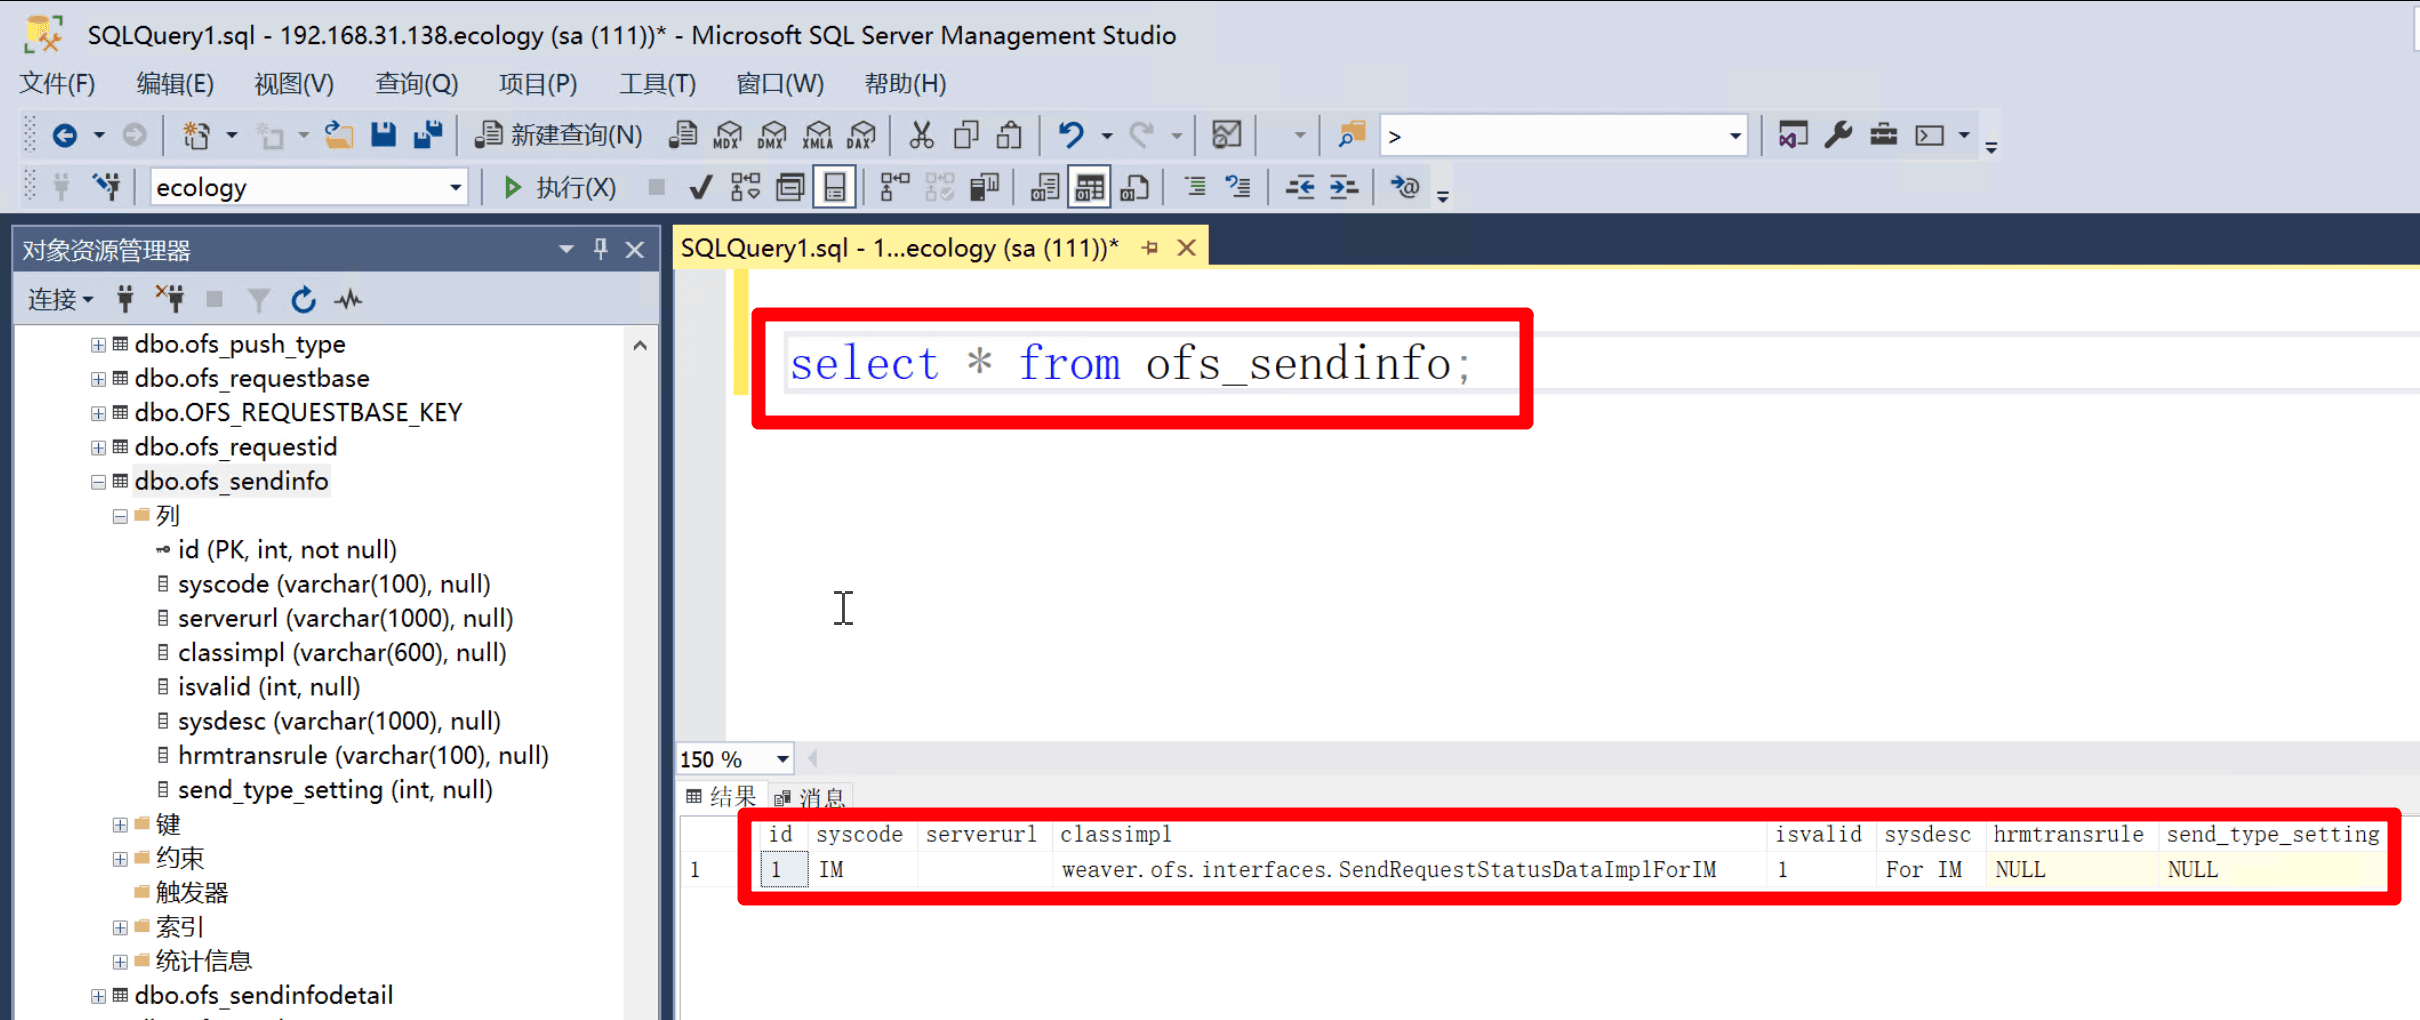 SQLQuery1.sql - 192.168.31.138.ecology (sa (111))* - Microsoft SQL Server Management Studio
文件(F) 编辑(E) 视图(V) 查询(Q) 项目(P) 工具(T) 窗口(W) 帮助(H)
新建查询(N) MDX DMX XMLA DAX >
ecology 执行(X)
对象资源管理器
连接
dbo.ofs_push_type
dbo.ofs_requestbase
dbo.OFS_REQUESTBASE_KEY
dbo.ofs_requestid
dbo.ofs_sendinfo
列
id (PK, int, not null)
syscode (varchar(100), null)
serverurl (varchar(1000), null)
classimpl (varchar(600), null)
isvalid (int, null)
sysdesc (varchar(1000), null)
hrmtransrule (varchar(100), null)
send_type_setting (int, null)
键
约束
触发器
索引
统计信息
dbo.ofs_sendinfodetail
SQLQuery1.sql - 1...ecology (sa (111))*
select * from ofs_sendinfo;
150 %
结果 消息
id syscode serverurl classimpl isvalid sysdesc hrmtransrule send_type_setting
1 1 IM weaver.ofs.interfaces.SendRequestStatusDataImplForIM 1 For IM NULL NULL